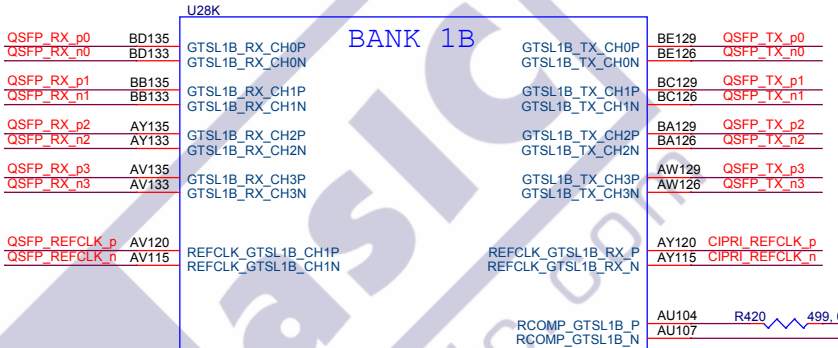 U28K
BANK 1B
QSFP_RX_p0 BD135 GTSL1B_RX_CH0P GTSL1B_TX_CH0P BE129 QSFP_TX_p0
QSFP_RX_n0 BD133 GTSL1B_RX_CH0N GTSL1B_TX_CH0N BE126 QSFP_TX_n0
QSFP_RX_p1 BB135 GTSL1B_RX_CH1P GTSL1B_TX_CH1P BC129 QSFP_TX_p1
QSFP_RX_n1 BB133 GTSL1B_RX_CH1N GTSL1B_TX_CH1N BC126 QSFP_TX_n1
QSFP_RX_p2 AY135 GTSL1B_RX_CH2P GTSL1B_TX_CH2P BA129 QSFP_TX_p2
QSFP_RX_n2 AY133 GTSL1B_RX_CH2N GTSL1B_TX_CH2N BA126 QSFP_TX_n2
QSFP_RX_p3 AV135 GTSL1B_RX_CH3P GTSL1B_TX_CH3P AW129 QSFP_TX_p3
QSFP_RX_n3 AV133 GTSL1B_RX_CH3N GTSL1B_TX_CH3N AW126 QSFP_TX_n3
QSFP_REFCLK_p AV120 REFCLK_GTSL1B_CH1P REFCLK_GTSL1B_RX_P AY120 CIPRI_REFCLK_p
QSFP_REFCLK_n AV115 REFCLK_GTSL1B_CH1N REFCLK_GTSL1B_RX_N AY115 CIPRI_REFCLK_n
RCOMP_GTSL1B_P AU104 R420 499,
RCOMP_GTSL1B_N AU107
asic
c.com